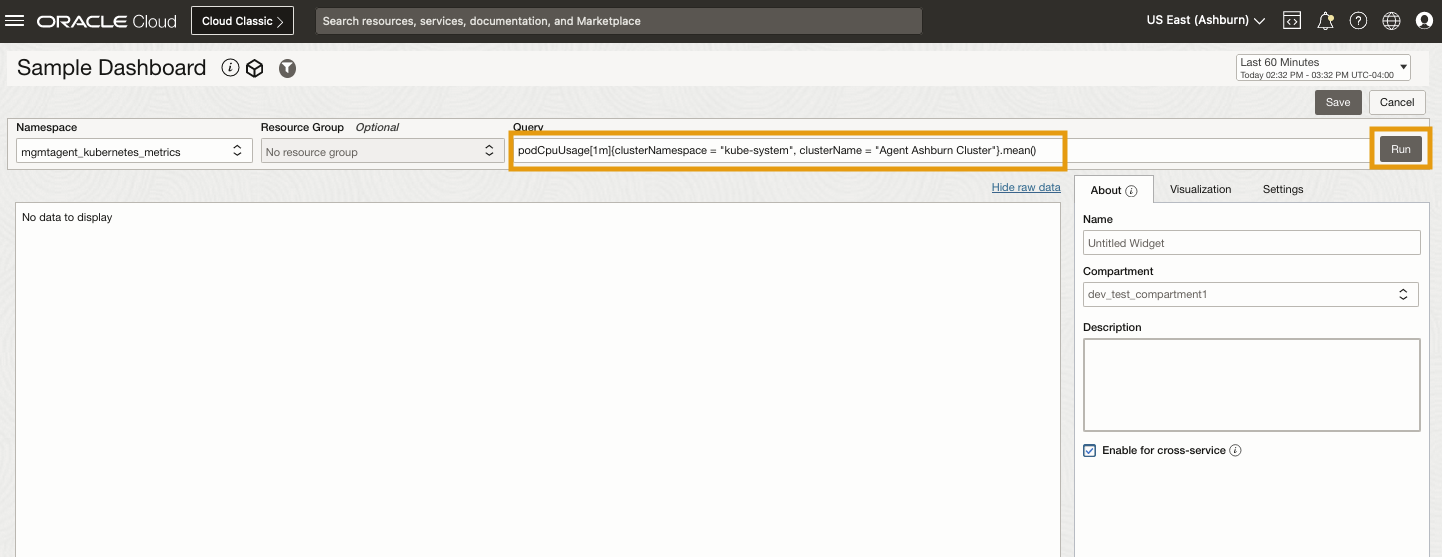 ORACLE Cloud
Cloud Classic
Search resources, services, documentation, and Marketplace
US East (Ashburn)
Sample Dashboard
Last 60 Minutes
Today 02:32 PM - 03:32 PM UTC-04:00
Save
Cancel
Namespace
Resource Group Optional
Query
mgmtagent_kubernetes_metrics
No resource group
podCpuUsage[1m]{clusterNamespace = "kube-system", clusterName = "Agent Ashburn Cluster"}.mean()
Run
Hide raw data
No data to display
About
Visualization
Settings
Name
Untitled Widget
Compartment
dev_test_compartment1
Description
Enable for cross-service